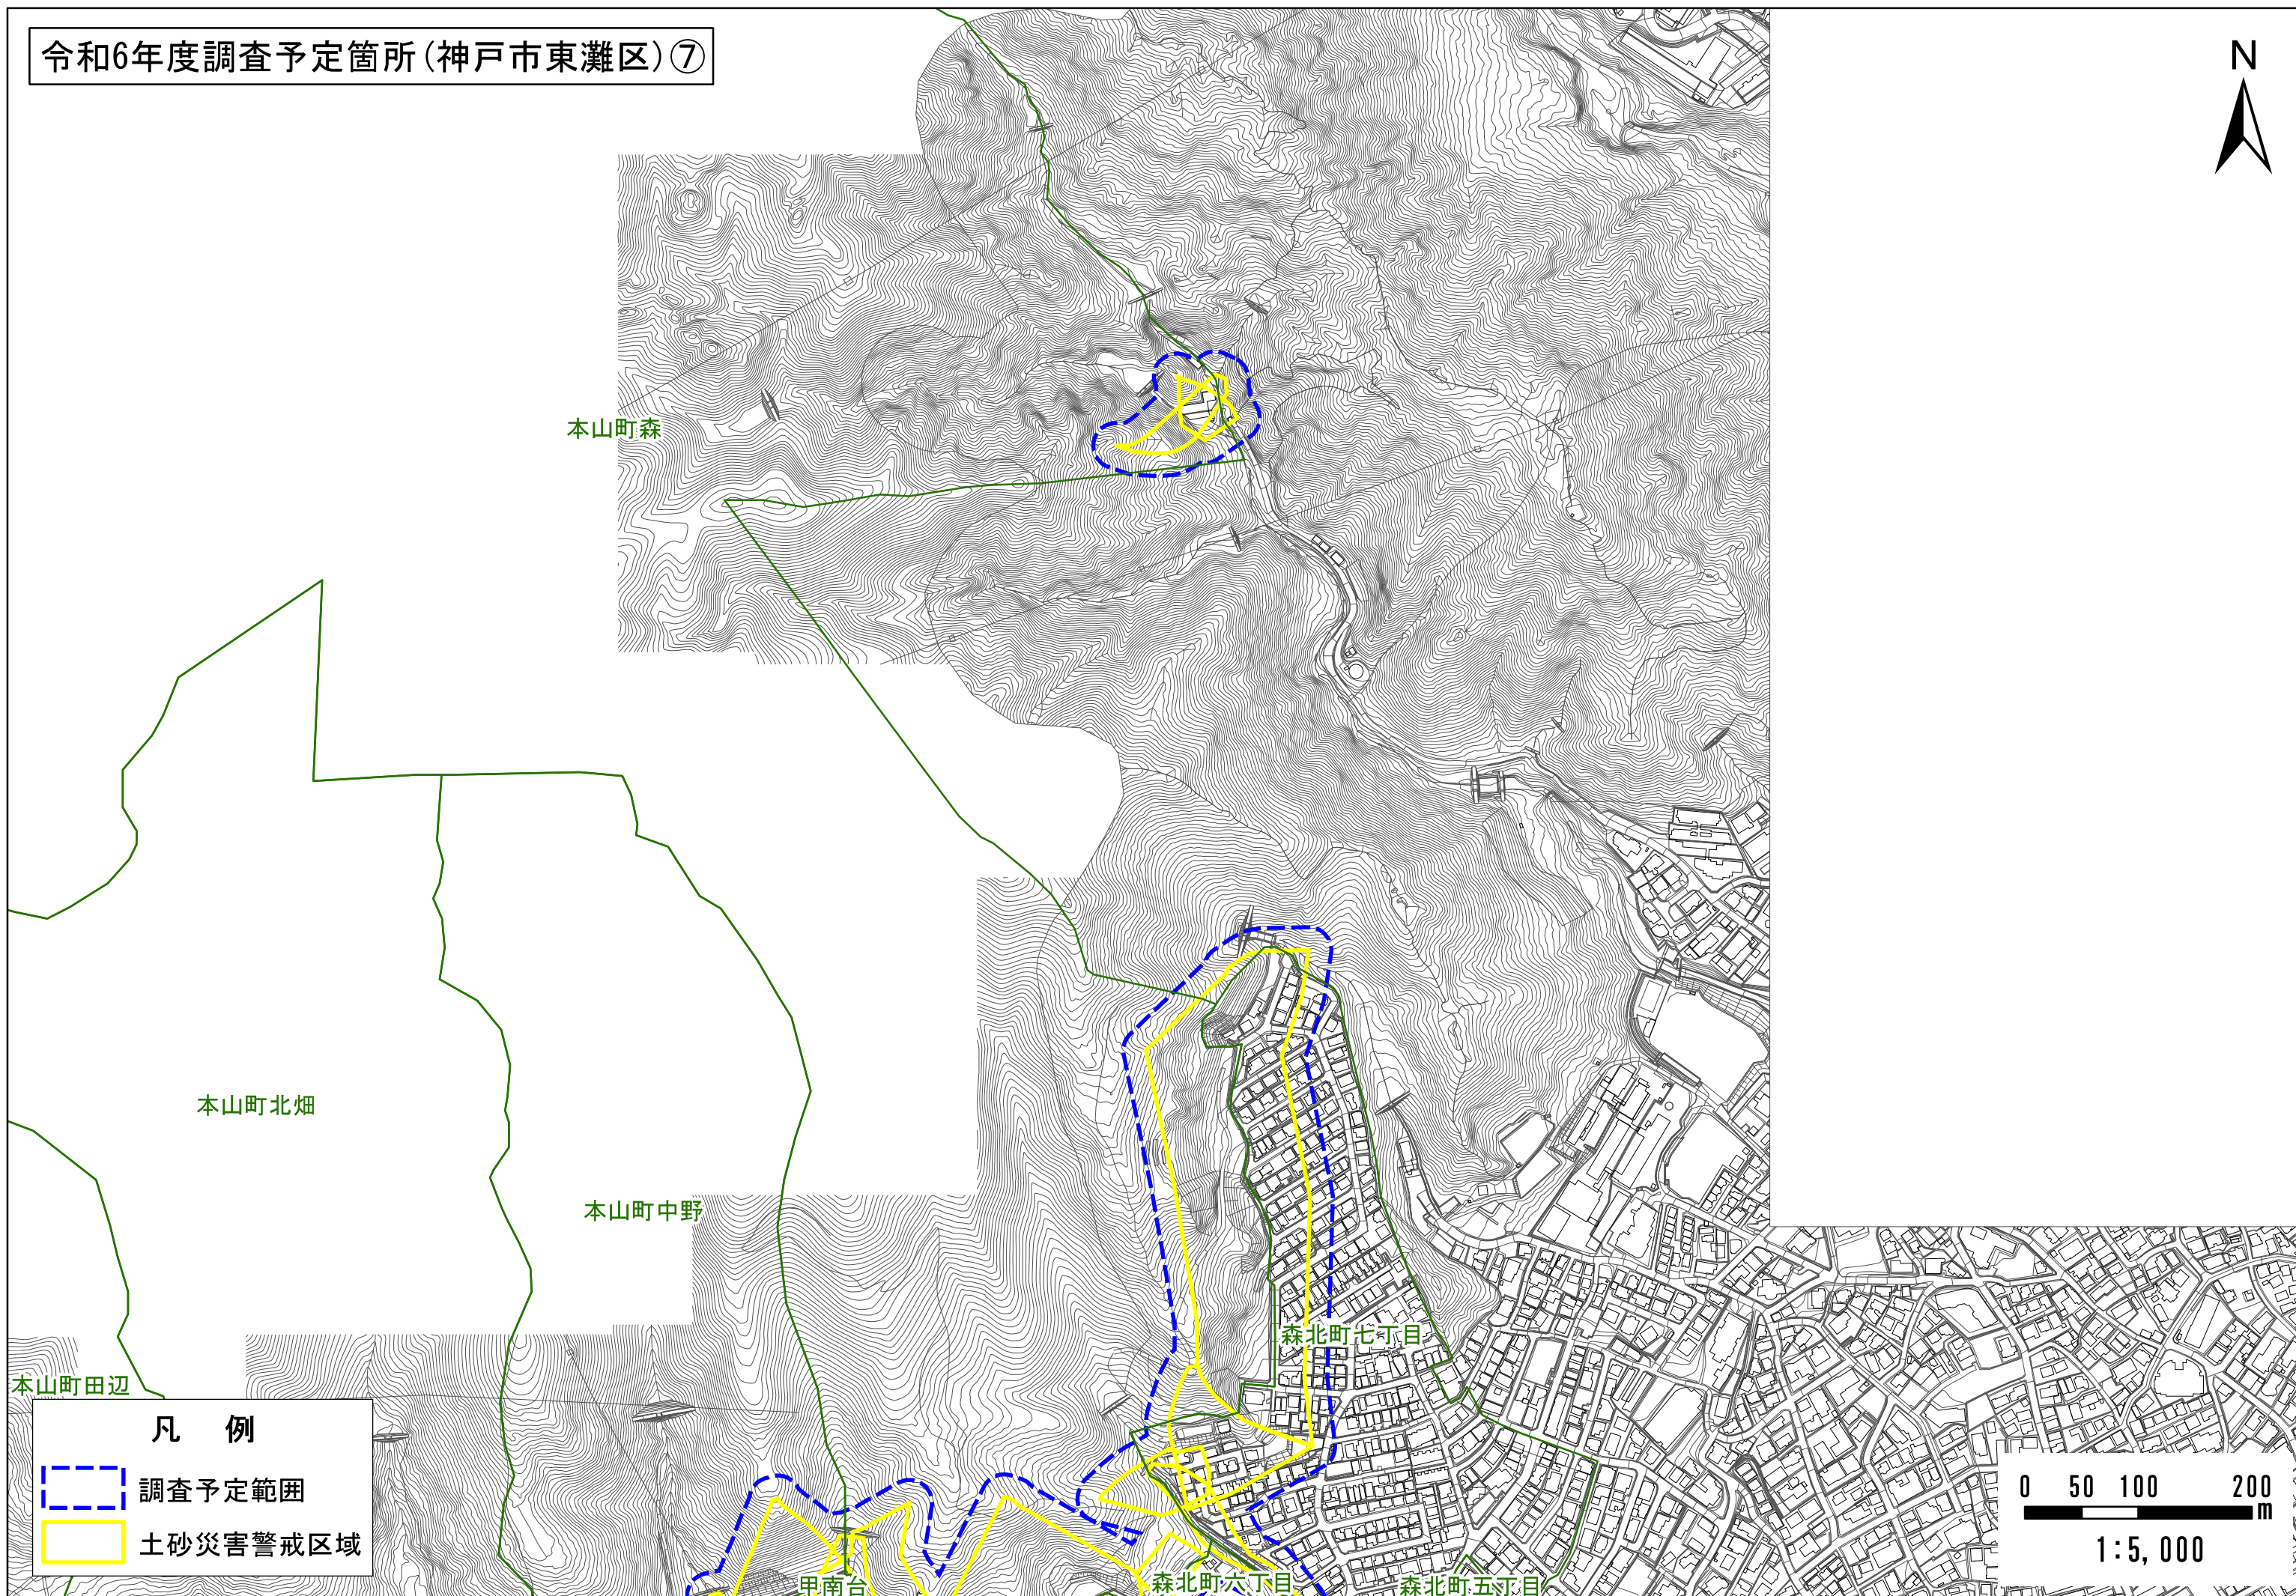 令和6年度調査予定箇所(神戸市東灘区)⑦
N
本山町森
本山町北畑
本山町中野
森北町七丁目
本山町田辺
凡 例
調査予定範囲
土砂災害警戒区域
甲南台
森北町六丁目
森北町五丁目
0 50 100 200
m
1:5,000